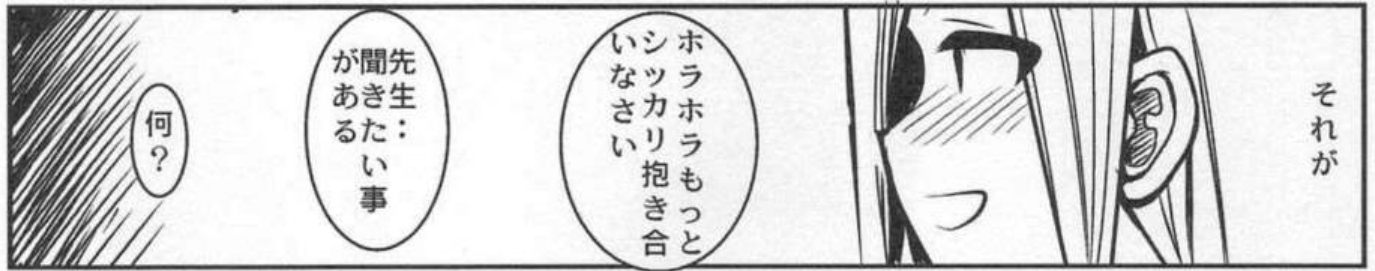 それが
ホラホラもっと
シッカリ抱き合
いなさい
先生：
聞きたい事
がある
何？